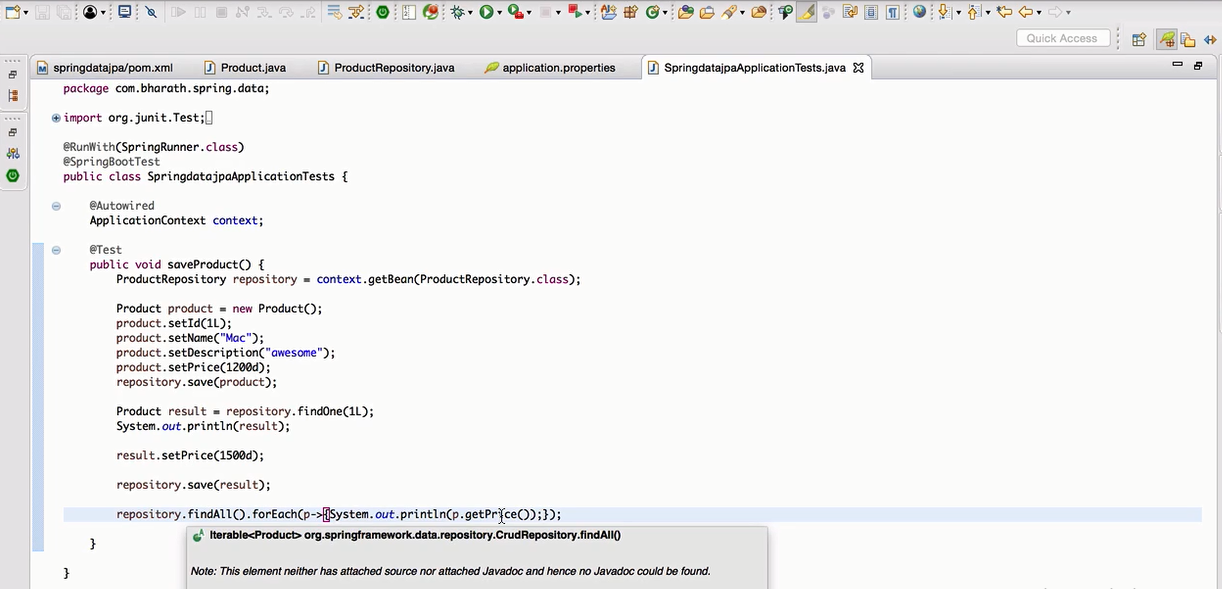 Quick Access
springdatajpa/pom.xml Product.java ProductRepository.java application.properties SpringdatajpaApplicationTests.java
package com.bharath.spring.data;
import org.junit.Test;
@RunWith(SpringRunner.class)
@SpringBootTest
public class SpringdatajpaApplicationTests {
@Autowired
ApplicationContext context;
@Test
public void saveProduct() {
ProductRepository repository = context.getBean(ProductRepository.class);
Product product = new Product();
product.setId(1L);
product.setName("Mac");
product.setDescription("awesome");
product.setPrice(1200d);
repository.save(product);
Product result = repository.findOne(1L);
System.out.println(result);
result.setPrice(1500d);
repository.save(result);
repository.findAll().forEach(p->{System.out.println(p.getPrice());});
Iterable<Product> org.springframework.data.repository.CrudRepository.findAll()
}
Note: This element neither has attached source nor attached Javadoc and hence no Javadoc could be found.
}